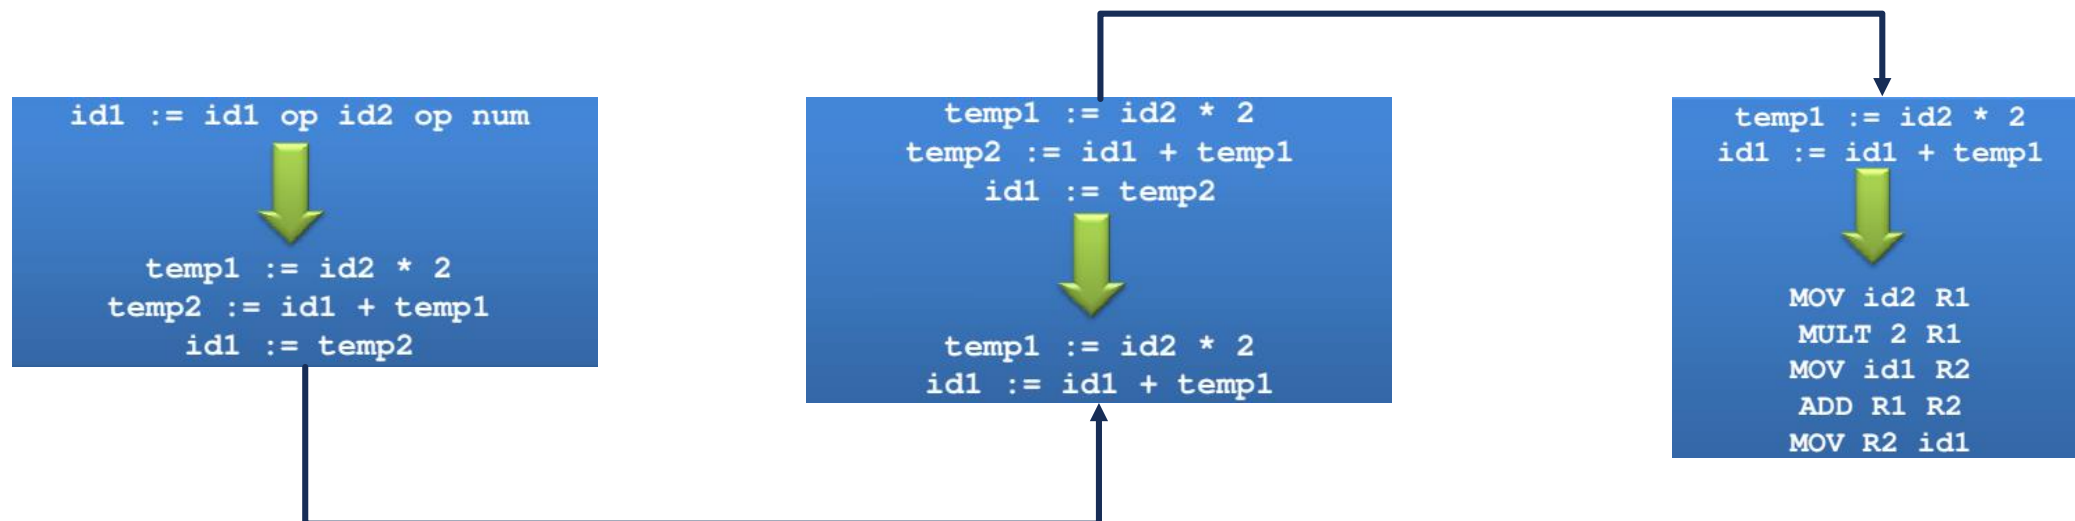 id1 := id1 op id2 op num
temp1 := id2 * 2
temp2 := id1 + temp1
id1 := temp2
temp1 := id2 * 2
temp2 := id1 + temp1
id1 := temp2
temp1 := id2 * 2
id1 := id1 + temp1
temp1 := id2 * 2
id1 := id1 + temp1
MOV id2 R1
MULT 2 R1
MOV id1 R2
ADD R1 R2
MOV R2 id1